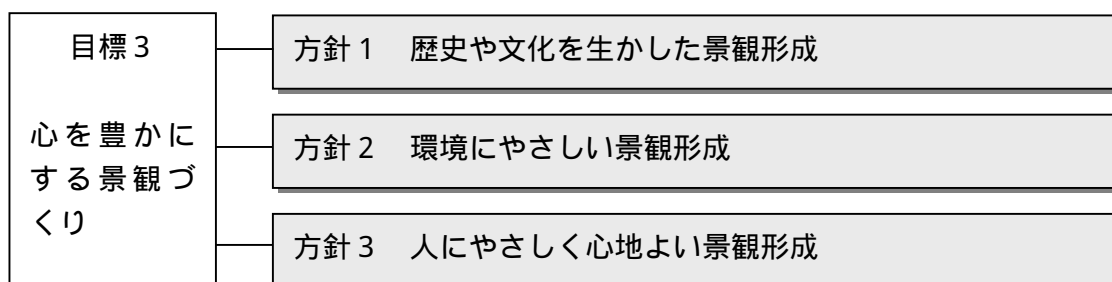 目標3
心を豊かに
する景観づ
くり
方針1 歴史や文化を生かした景観形成
方針2 環境にやさしい景観形成
方針3 人にやさしく心地よい景観形成